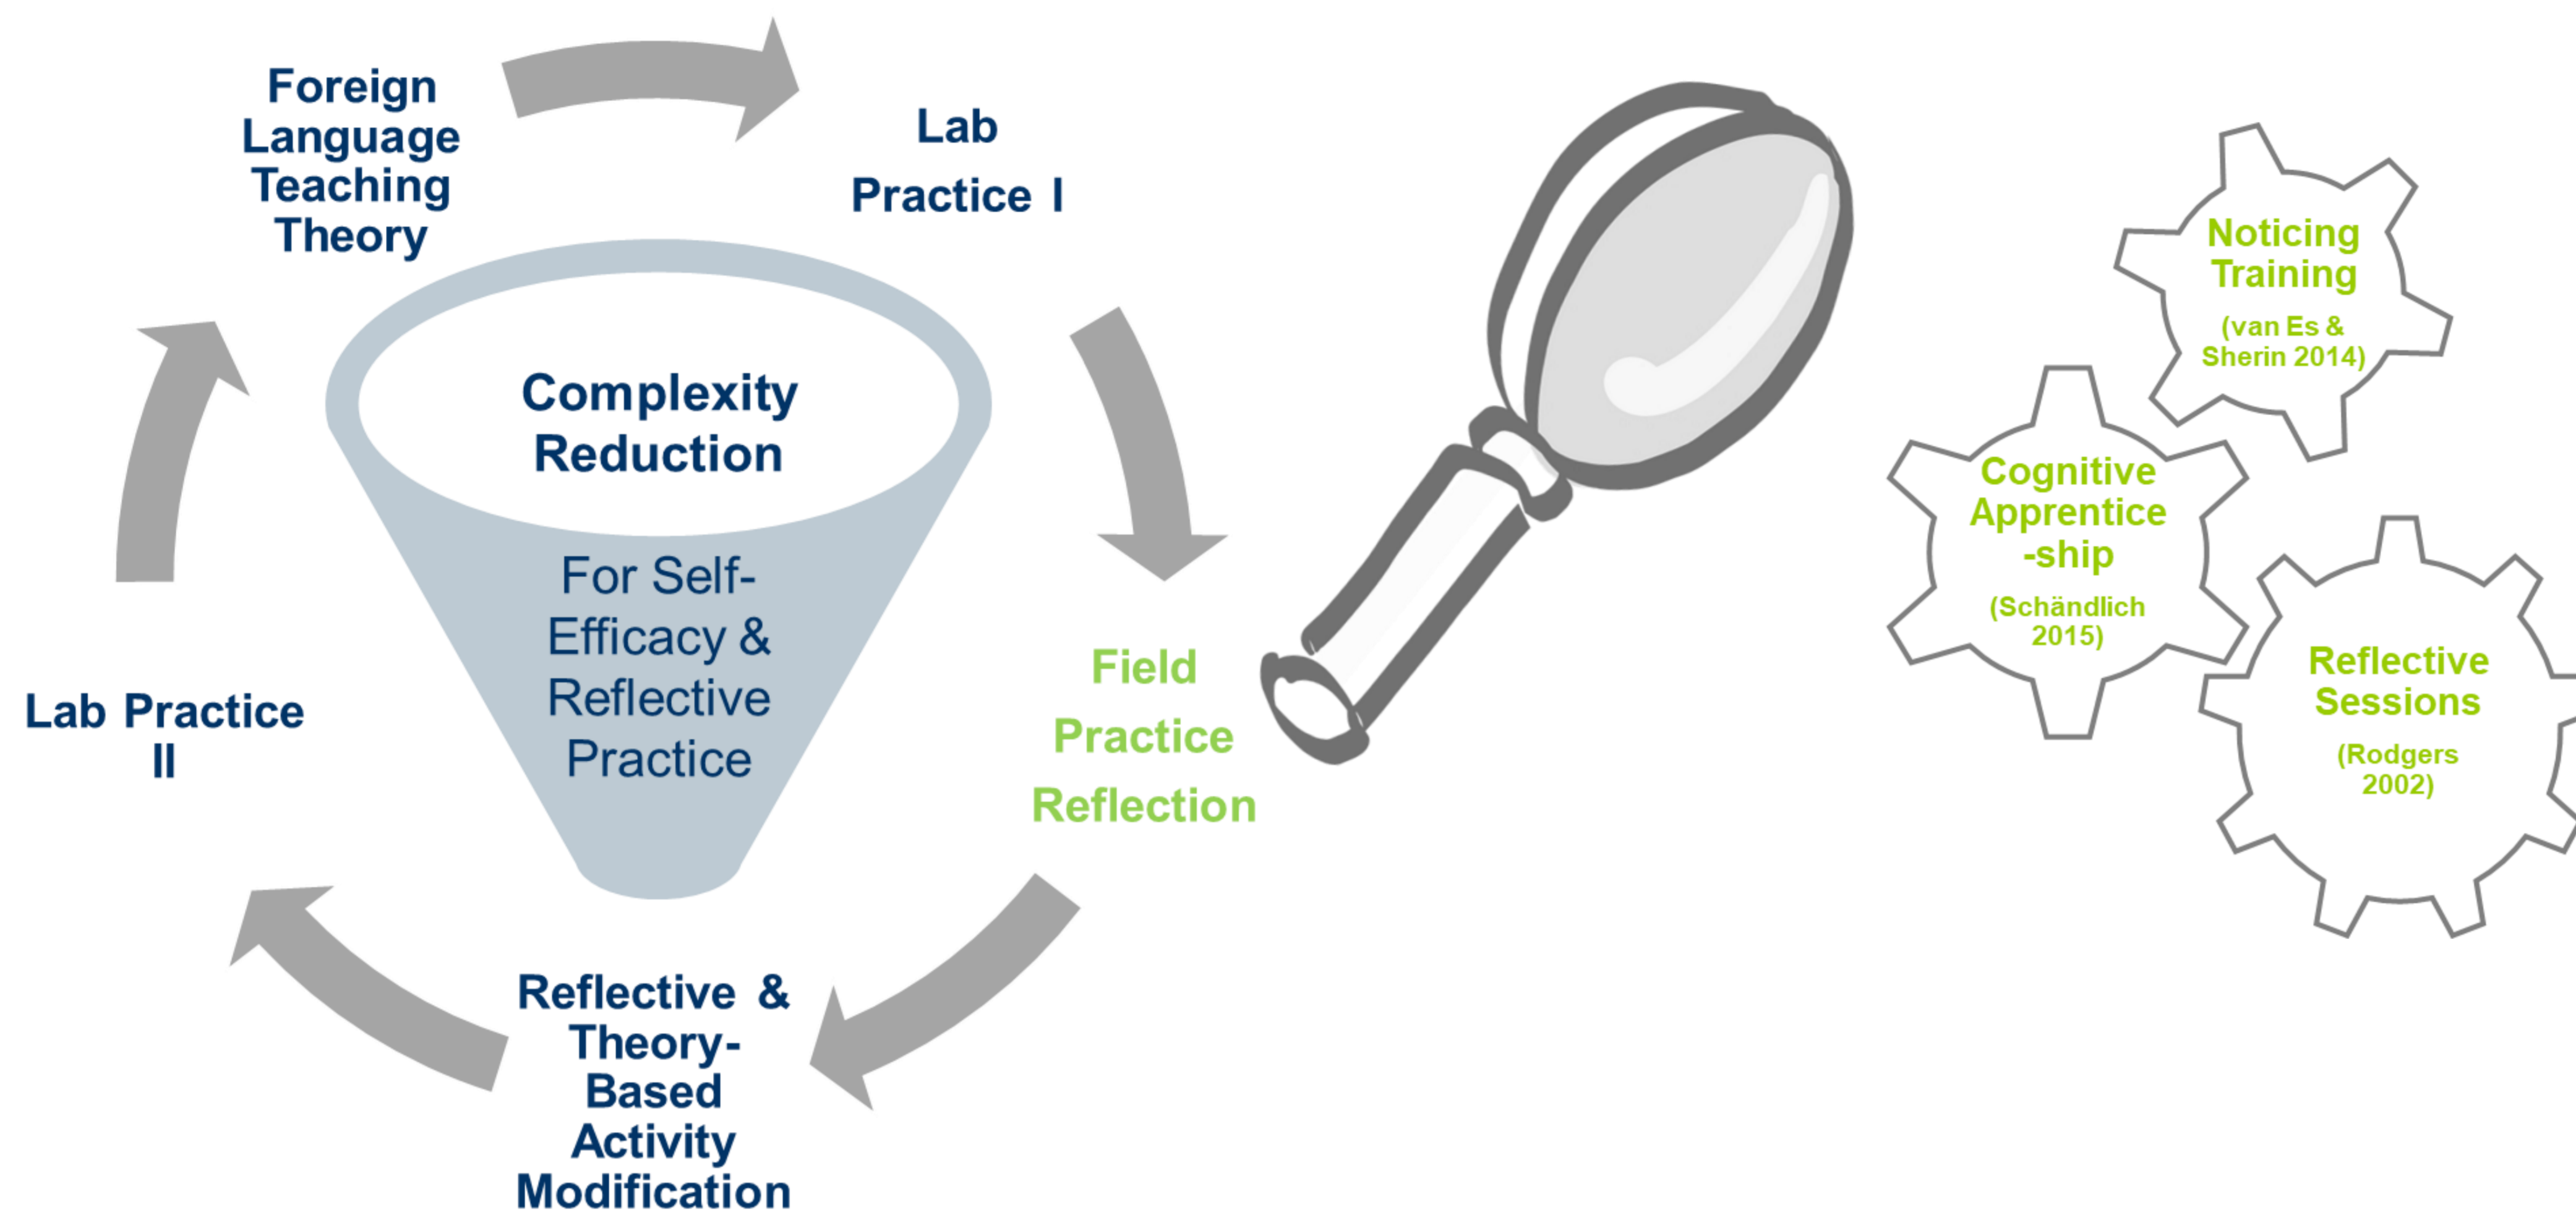 Foreign
Language
Teaching
Theory
Lab
Practice I
Complexity
Reduction
For Self-
Efficacy &
Reflective
Practice
Field
Practice
Reflection
Reflective &
Theory-
Based
Activity
Modification
Lab Practice
II
Noticing
Training
(van Es &
Sherin 2014)
Cognitive
Apprentice
-ship
(Schändlich
2015)
Reflective
Sessions
(Rodgers
2002)